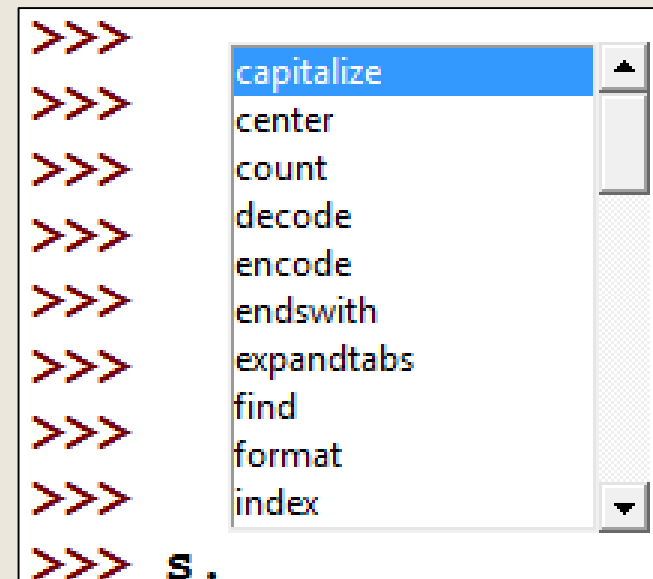 >>>
capitalize
>>>
center
>>>
count
>>>
decode
encode
>>>
endswith
>>>
expandtabs
>>>
find
format
>>>
index
>>> s.